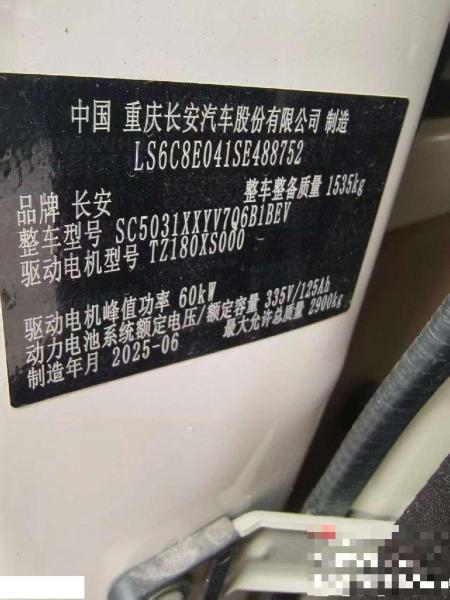 中国 重庆长安汽车股份有限公司 制造
LS6C8E041SE488752
品牌 长安
整车整备质量 1535kg
整车型号 SC5031XXYV7Q6B1BEV
驱动电机型号 TZ180XS000
驱动电机峰值功率 60kW
动力电池系统额定电压/额定容量 335V/125Ah
最大允许总质量 2900kg
制造年月 2025-06